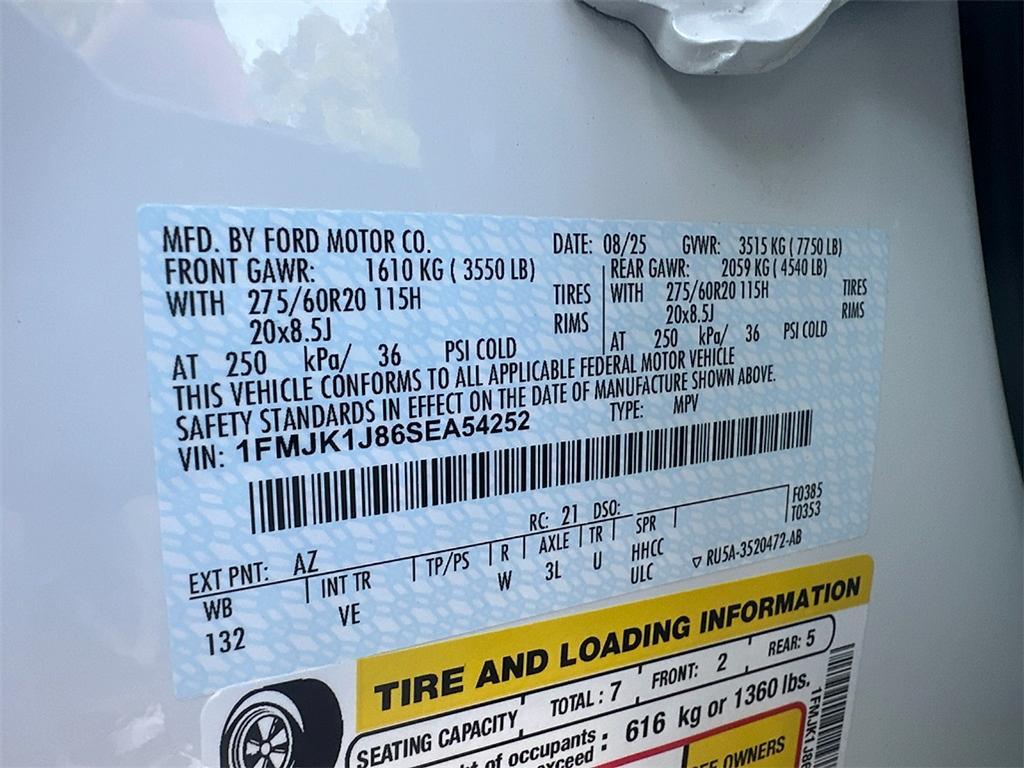 MFD. BY FORD MOTOR CO. DATE: 08/25 GVWR: 3515 KG ( 7750 LB)
FRONT GAWR: 1610 KG ( 3550 LB) REAR GAWR: 2059 KG ( 4540 LB)
WITH 275/60R20 115H TIRES WITH 275/60R20 115H TIRES
20x8.5J RIMS 20x8.5J RIMS
AT 250 kPa/ 36 PSI COLD AT 250 kPa/ 36 PSI COLD
THIS VEHICLE CONFORMS TO ALL APPLICABLE FEDERAL MOTOR VEHICLE
SAFETY STANDARDS IN EFFECT ON THE DATE OF MANUFACTURE SHOWN ABOVE.
VIN: 1FMJK1J86SEA54252 TYPE: MPV
F0385
EXT PNT: AZ RC: 21 DSO: T0353
WB INT TR TP/PS R AXLE TR SPR
132 VE W 3L U HHCC ▽ RU5A-3520472-AB
ULC
TIRE AND LOADING INFORMATION
SEATING CAPACITY TOTAL : 7 FRONT: 2 REAR: 5
of occupants
exceed : 616 kg or 1360 lbs.
OWNERS
1FMJK1J86